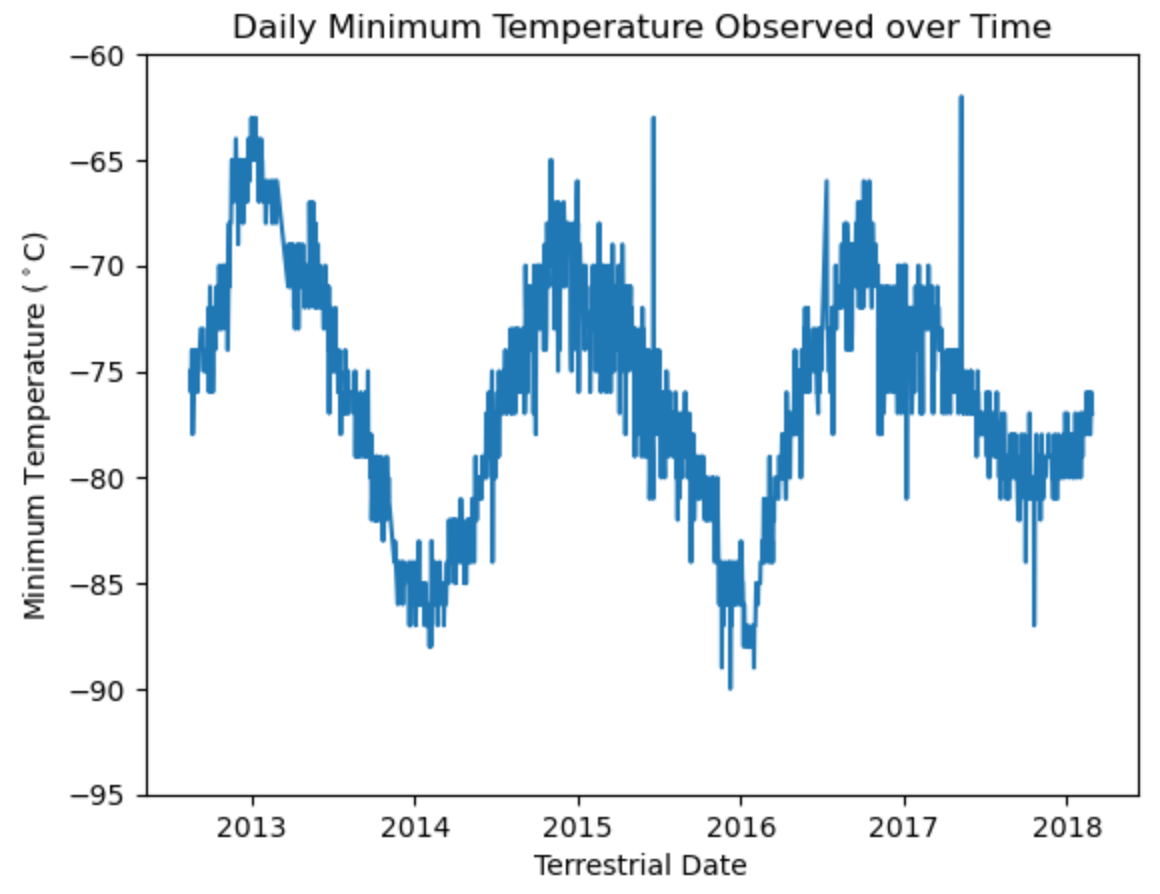 Daily Minimum Temperature Observed over Time
−60
−65
−70
−75
−80
−85
−90
−95
Minimum Temperature (°C)
2013 2014 2015 2016 2017 2018
Terrestrial Date